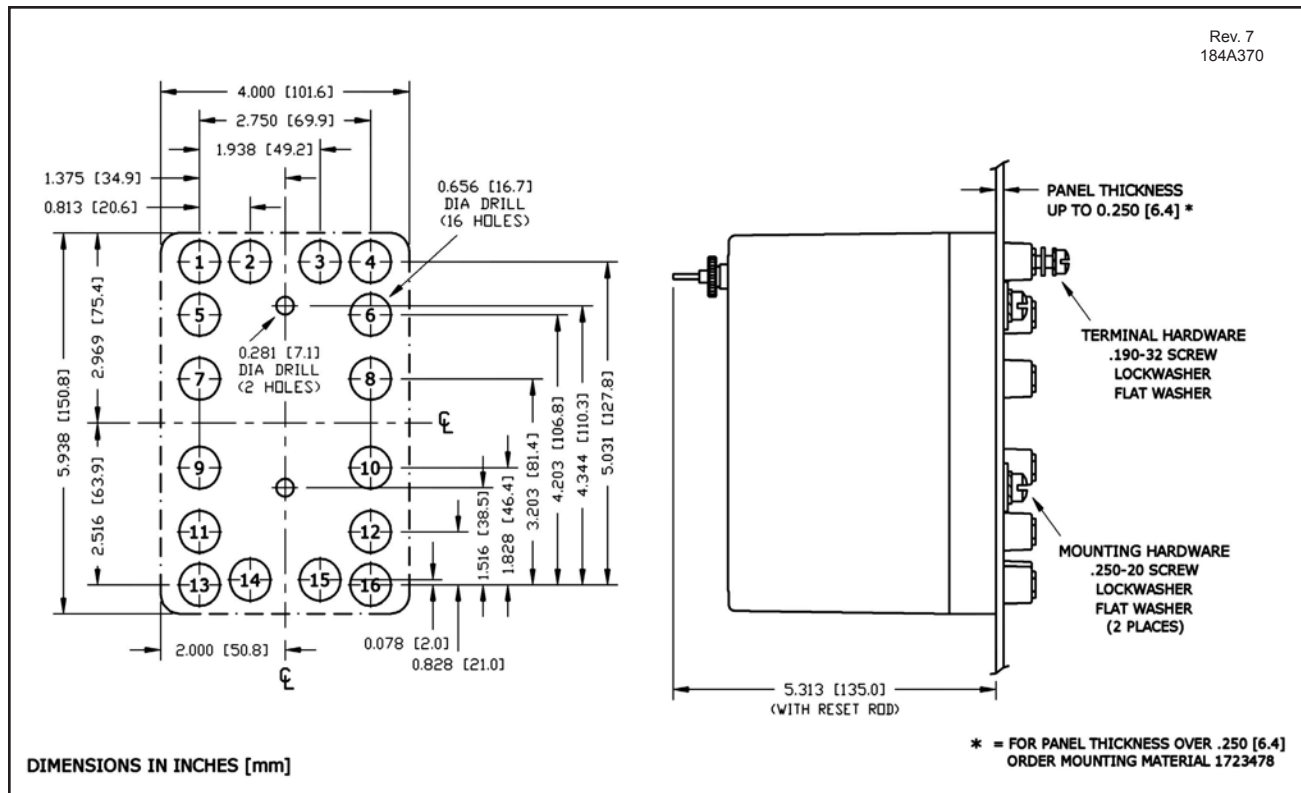 Rev. 7
184A370
4.000 [101.6]
2.750 [69.9]
1.938 [49.2]
1.375 [34.9]
0.813 [20.6]
0.656 [16.7]
DIA DRILL
(16 HOLES)
1 2 3 4
5 6
0.281 [7.1]
DIA DRILL
(2 HOLES)
7 8
9 10
11 12
13 14 15 16
5.938 [150.8]
2.969 [75.4]
2.516 [63.9]
℄
1.516 [38.5]
1.828 [46.4]
3.203 [81.4]
4.203 [106.8]
4.344 [110.3]
5.031 [127.8]
0.078 [2.0]
0.828 [21.0]
2.000 [50.8]
℄
PANEL THICKNESS
UP TO 0.250 [6.4] *
TERMINAL HARDWARE
.190-32 SCREW
LOCKWASHER
FLAT WASHER
MOUNTING HARDWARE
.250-20 SCREW
LOCKWASHER
FLAT WASHER
(2 PLACES)
5.313 [135.0]
(WITH RESET ROD)
* = FOR PANEL THICKNESS OVER .250 [6.4]
ORDER MOUNTING MATERIAL 1723478
DIMENSIONS IN INCHES [mm]